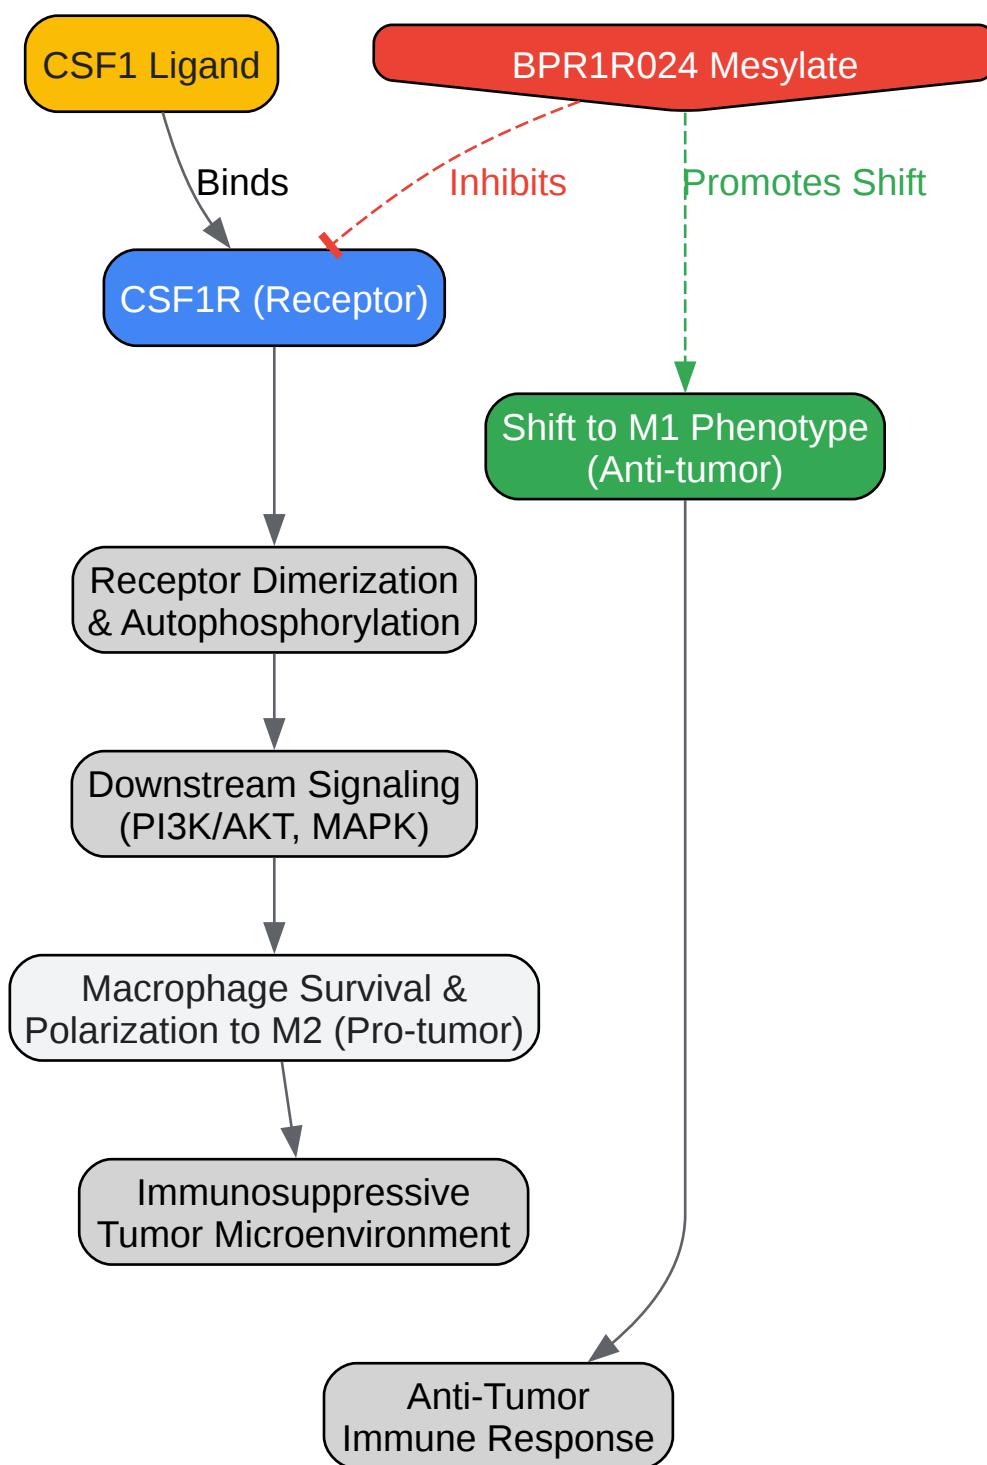 CSF1 Ligand
BPR1R024 Mesylate
Binds
Inhibits
Promotes Shift
CSF1R (Receptor)
Shift to M1 Phenotype
(Anti-tumor)
Receptor Dimerization
& Autophosphorylation
Downstream Signaling
(PI3K/AKT, MAPK)
Macrophage Survival &
Polarization to M2 (Pro-tumor)
Immunosuppressive
Tumor Microenvironment
Anti-Tumor
Immune Response